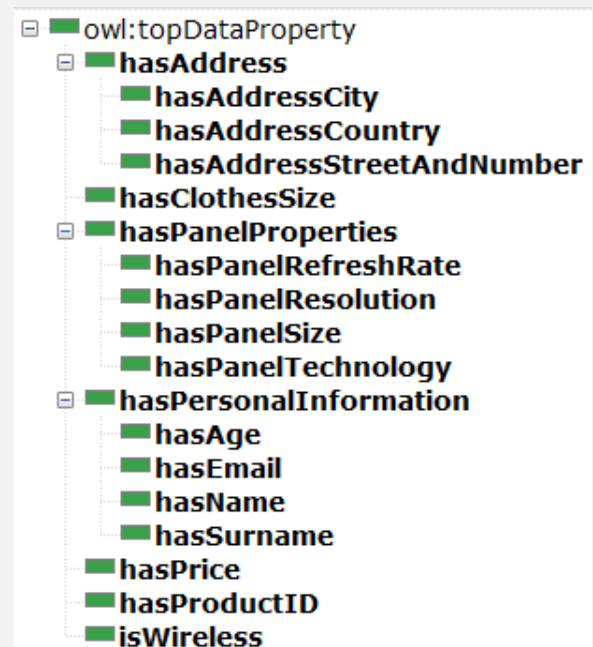 owl:topDataProperty
hasAddress
hasAddressCity
hasAddressCountry
hasAddressStreetAndNumber
hasClothesSize
hasPanelProperties
hasPanelRefreshRate
hasPanelResolution
hasPanelSize
hasPanelTechnology
hasPersonalInformation
hasAge
hasEmail
hasName
hasSurname
hasPrice
hasProductID
isWireless